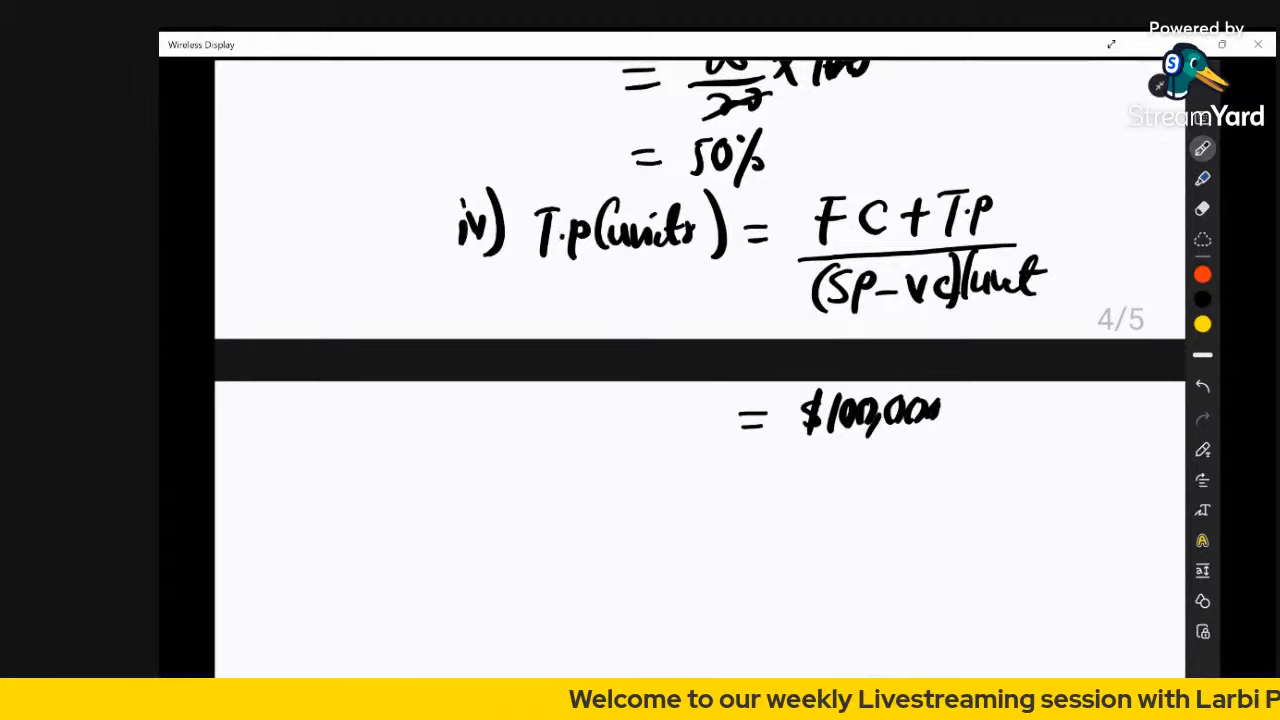 Powered by
Wireless Display
StreamYard
= × 100
= 50%
iv) T.p(units) = FC + T.p
(SP - VC)/unit
4/5
= $100,000
Welcome to our weekly Livestreaming session with Larbi P